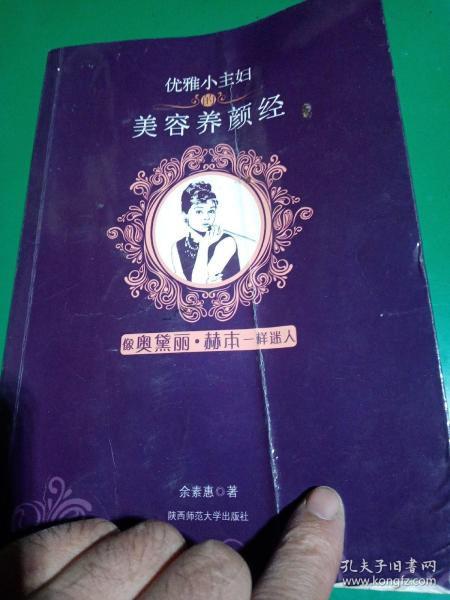 优雅小主妇
的
美容养颜经
像奥黛丽·赫本一样迷人
余素惠◎著
陕西师范大学出版社
孔夫子旧书网
www.kongfz.com